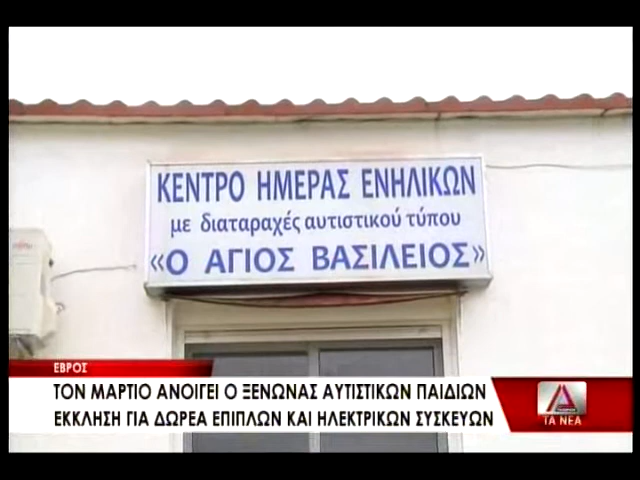 ΚΕΝΤΡΟ ΗΜΕΡΑΣ ΕΝΗΛΙΚΩΝ
με διαταραχές αυτιστικού τύπου
«Ο ΑΓΙΟΣ ΒΑΣΙΛΕΙΟΣ»
ΕΒΡΟΣ
ΤΟΝ ΜΑΡΤΙΟ ΑΝΟΙΓΕΙ Ο ΞΕΝΩΝΑΣ ΑΥΤΙΣΤΙΚΩΝ ΠΑΙΔΙΩΝ
ΕΚΚΛΗΣΗ ΓΙΑ ΔΩΡΕΑ ΕΠΙΠΛΩΝ ΚΑΙ ΗΛΕΚΤΡΙΚΩΝ ΣΥΣΚΕΥΩΝ
ΤΑ ΝΕΑ